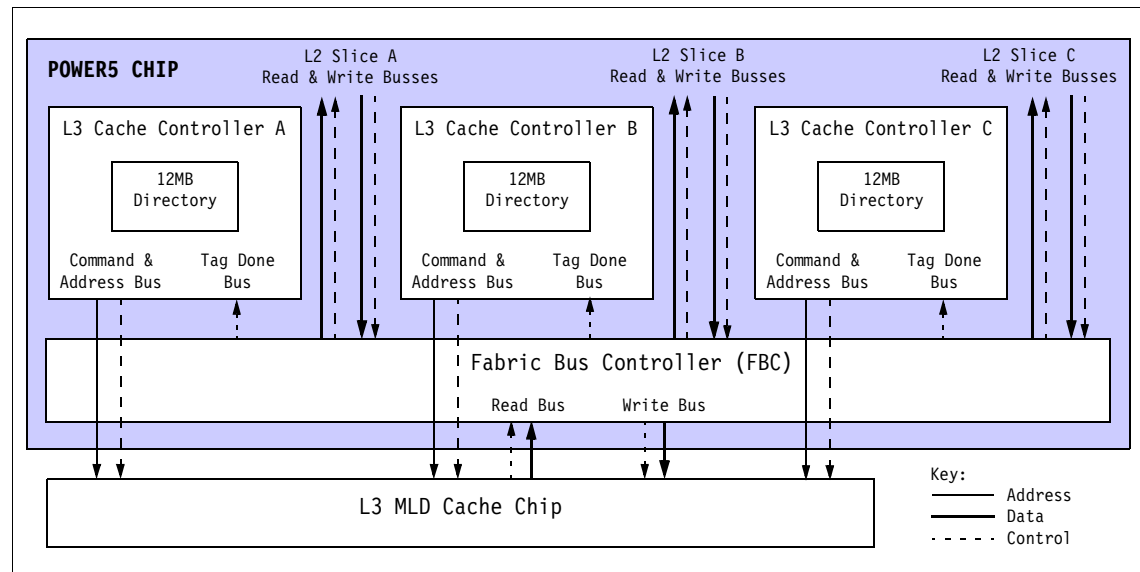 POWER5 CHIP
L2 Slice A
Read & Write Busses
L2 Slice B
Read & Write Busses
L2 Slice C
Read & Write Busses
L3 Cache Controller A
12MB
Directory
Command &
Address Bus
Tag Done
Bus
L3 Cache Controller B
12MB
Directory
Command &
Address Bus
Tag Done
Bus
L3 Cache Controller C
12MB
Directory
Command &
Address Bus
Tag Done
Bus
Fabric Bus Controller (FBC)
Read Bus
Write Bus
L3 MLD Cache Chip
Key:
Address
Data
Control